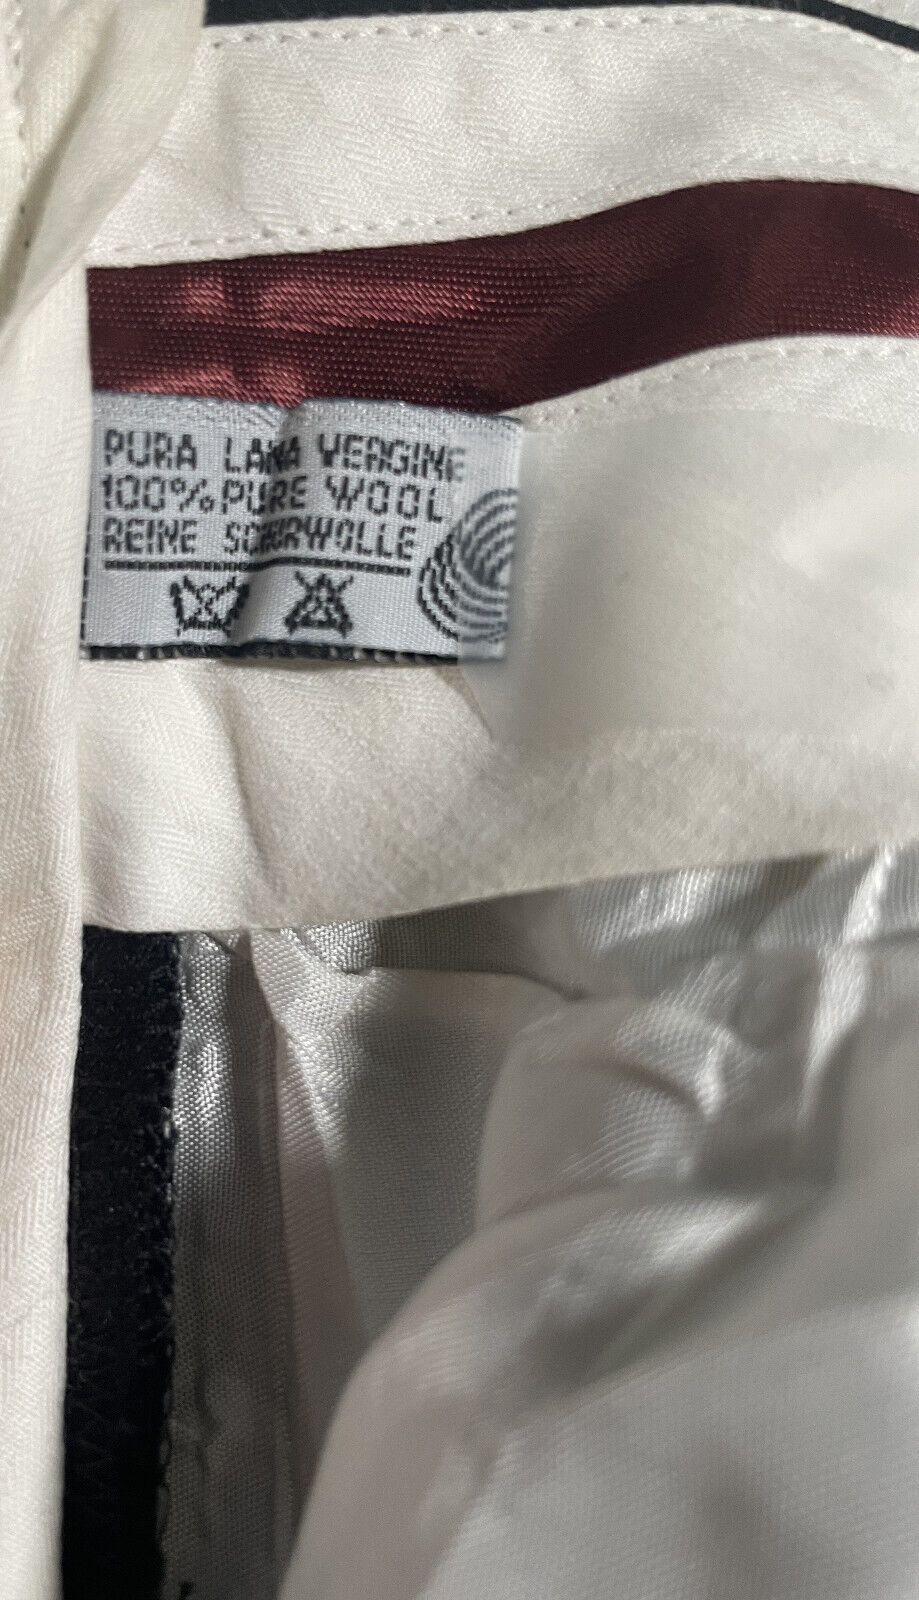 PURA LANA VERGINE
100% PURE WOOL
REINE SCHURWOLLE